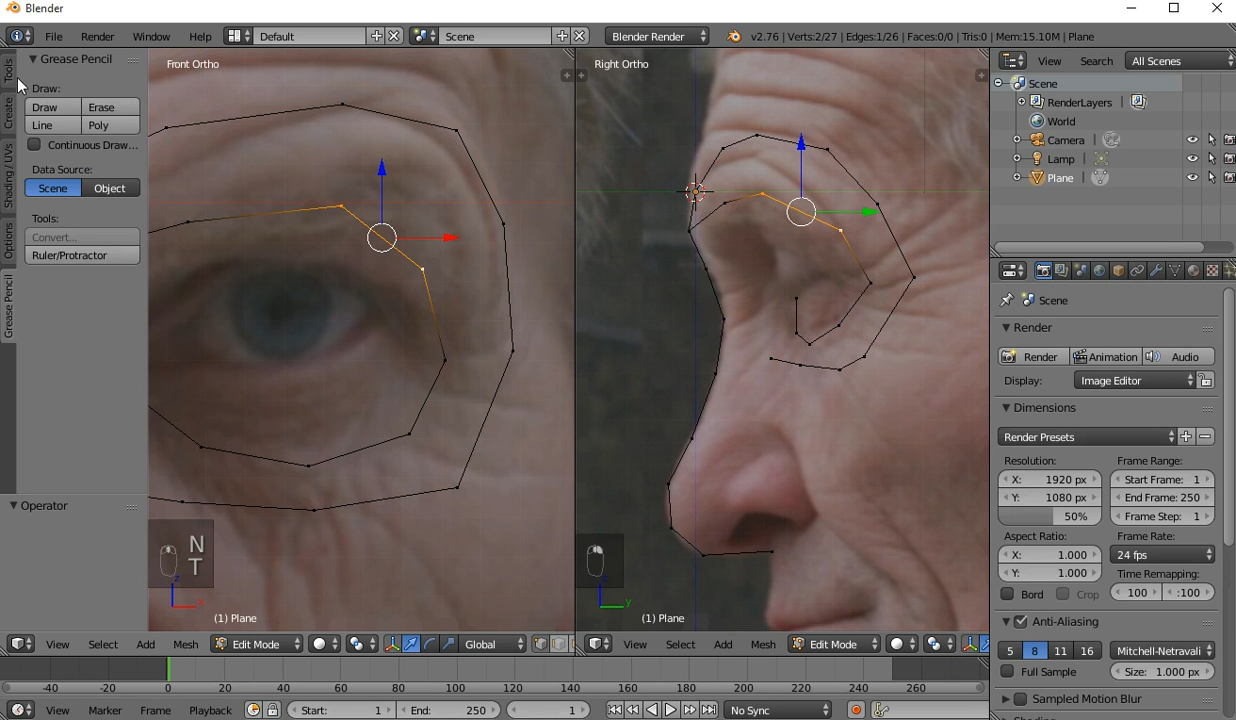 Blender
File Render Window Help Default Scene Blender Render v2.76 | Verts:2/27 | Edges:1/26 | Faces:0/0 | Tris:0 | Mem:15.10M | Plane
Tools
Create
Shading / UVs
Options
Grease Pencil
Grease Pencil
Draw:
Draw Erase
Line Poly
Continuous Draw...
Data Source:
Scene Object
Tools:
Convert...
Ruler/Protractor
Operator
Front Ortho
N
T
z
x
(1) Plane
Right Ortho
z
y
(1) Plane
View Select Add Mesh Edit Mode Global
View Select Add Mesh Edit Mode
-40 -20 0 20 40 60 80 100 120 140 160 180 200 220 240 260
View Marker Frame Playback Start: 1 End: 250 1 No Sync
View Search All Scenes
Scene
RenderLayers
World
Camera
Lamp
Plane
Scene
Render
Render Animation Audio
Display: Image Editor
Dimensions
Render Presets
Resolution: Frame Range:
X: 1920 px Start Frame: 1
Y: 1080 px End Frame: 250
50% Frame Step: 1
Aspect Ratio: Frame Rate:
X: 1.000 24 fps
Y: 1.000 Time Remapping:
Bord Crop 100 :100
Anti-Aliasing
5 8 11 16 Mitchell-Netravali
Full Sample Size: 1.000 px
Sampled Motion Blur